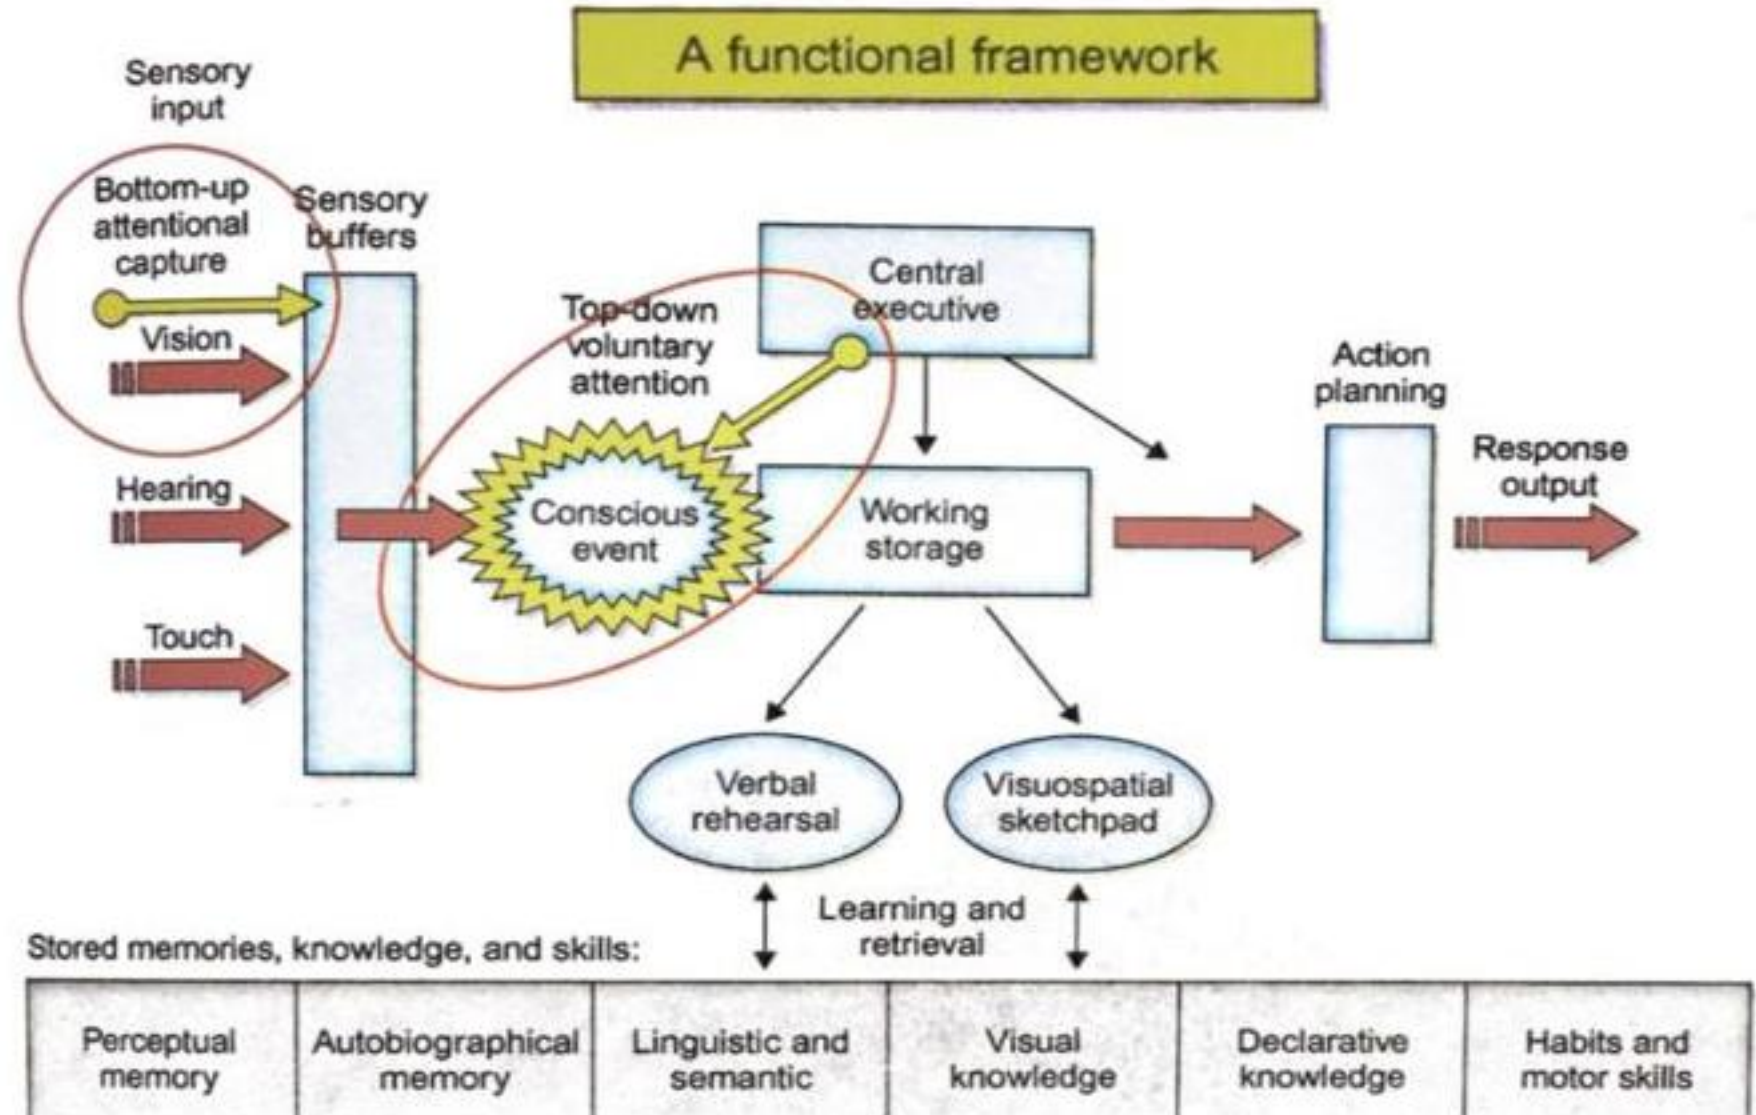 A functional framework
Sensory
input
Bottom-up
attentional
capture
Sensory
buffers
Vision
Hearing
Touch
Top-down
voluntary
attention
Central
executive
Conscious
event
Working
storage
Action
planning
Response
output
Verbal
rehearsal
Visuospatial
sketchpad
Learning and
retrieval
Stored memories, knowledge, and skills:
Perceptual
memory
Autobiographical
memory
Linguistic and
semantic
Visual
knowledge
Declarative
knowledge
Habits and
motor skills